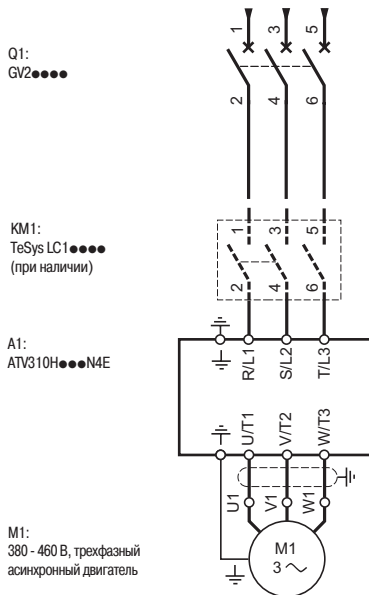 1 3 5
Q1:
GV2●●●●
2 4 6
KM1:
TeSys LC1●●●●
(при наличии)
1 3 5
2 4 6
A1:
ATV310H●●●N4E
R/L1 S/L2 T/L3
U/T1 V/T2 W/T3
U1 V1 W1
M1:
380 - 460 В, трехфазный
асинхронный двигатель
M1
3 ~